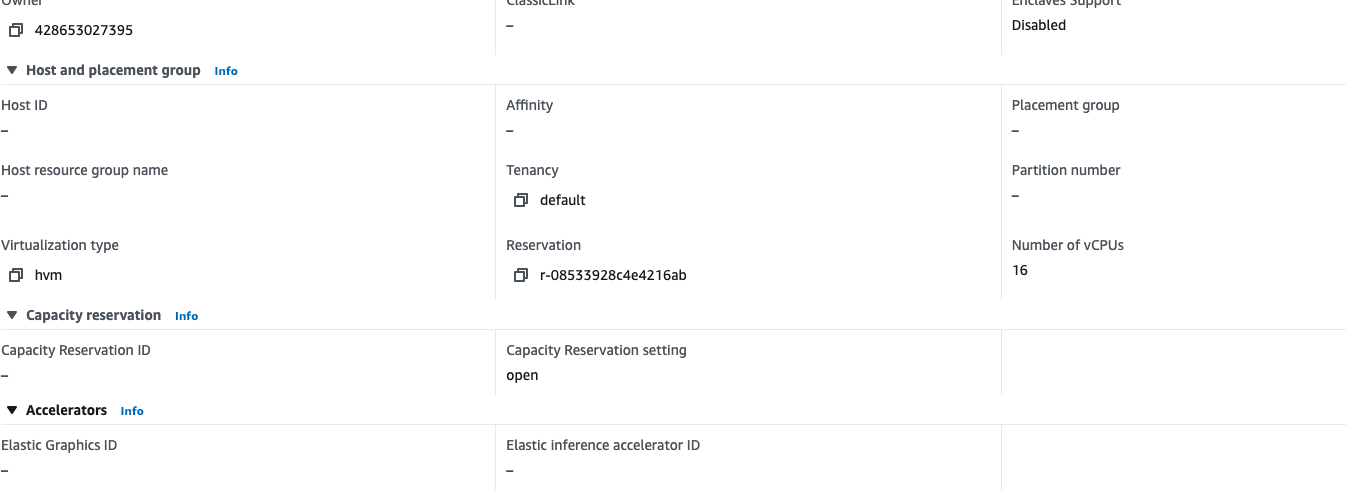 Owner
ClassicLink
Enclaves Support
428653027395
–
Disabled
Host and placement group Info
Host ID
Affinity
Placement group
–
–
–
Host resource group name
Tenancy
Partition number
–
default
–
Virtualization type
Reservation
Number of vCPUs
hvm
r-08533928c4e4216ab
16
Capacity reservation Info
Capacity Reservation ID
Capacity Reservation setting
–
open
Accelerators Info
Elastic Graphics ID
Elastic inference accelerator ID
–
–